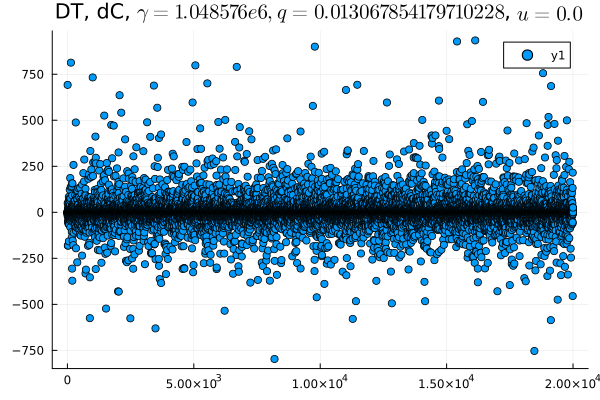 DT, dC, γ = 1.048576e6, q = 0.013067854179710228, u = 0.0
y1
750
500
250
0
−250
−500
−750
0 5.00×10³ 1.00×10⁴ 1.50×10⁴ 2.00×10⁴